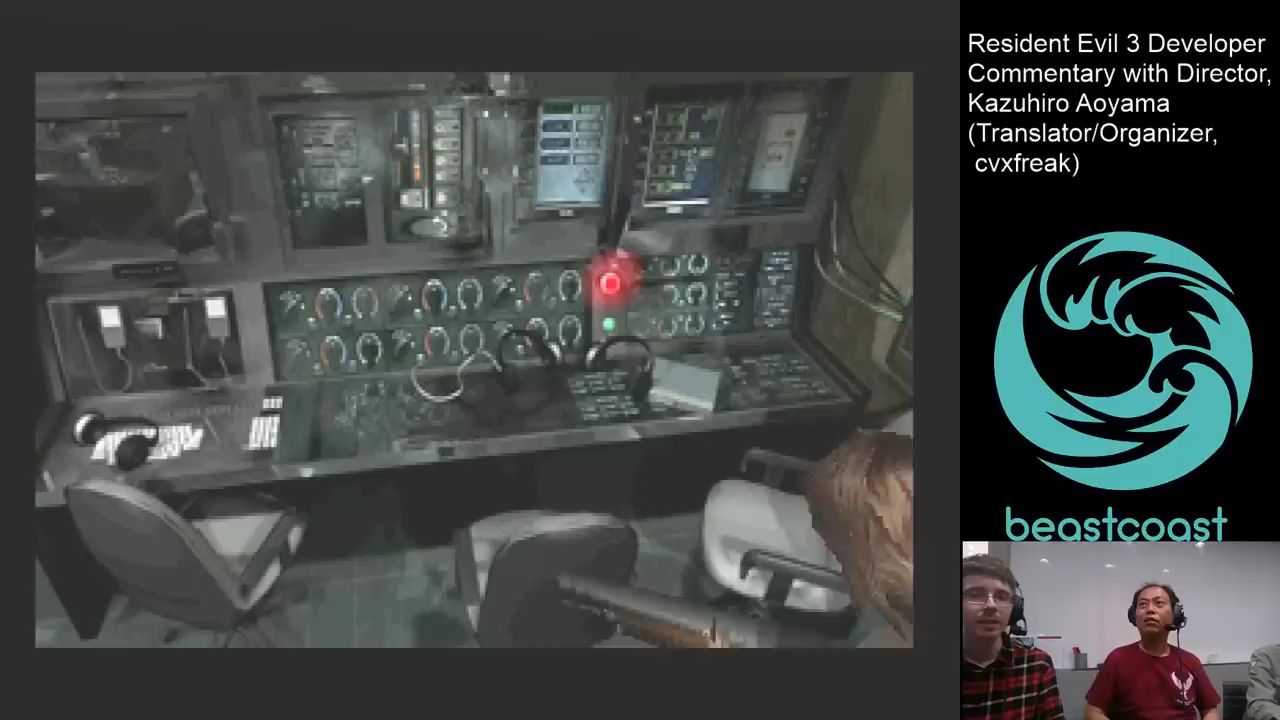 Resident Evil 3 Developer
Commentary with Director,
Kazuhiro Aoyama
(Translator/Organizer,
cvxfreak)
beastcoast